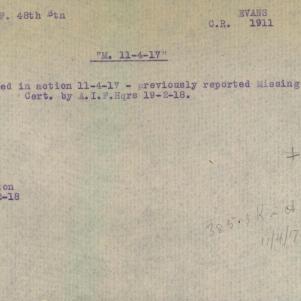 F. 48th Btn
EVANS
C.R. 1911
"M. 11-4-17"
ed in action 11-4-17 - previously reported Missing
Cert. by A.I.F.Hqrs 19-2-18.
on
-18
11/4/17